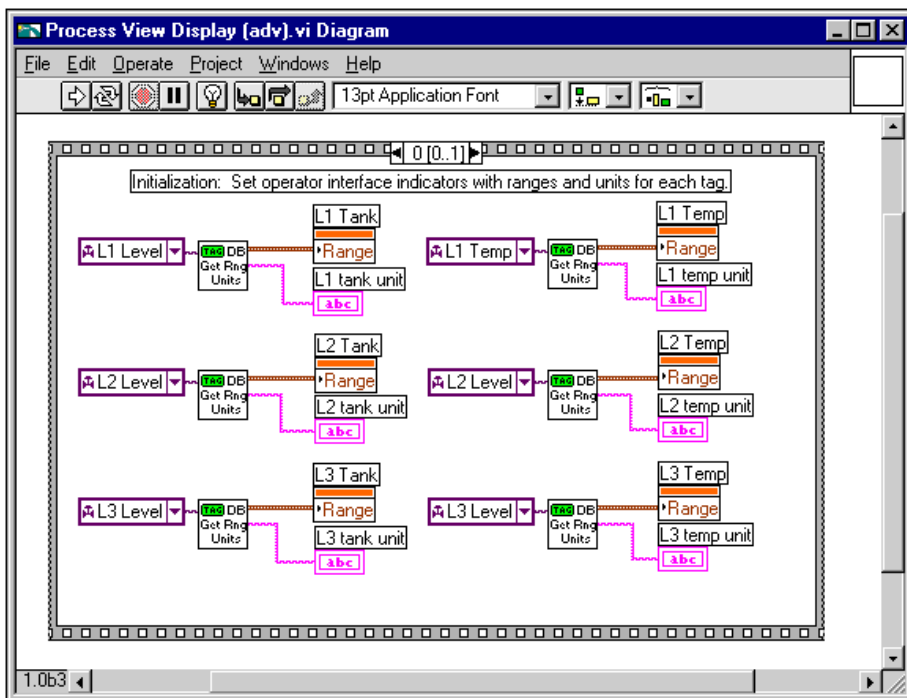 Process View Display (adv).vi Diagram
File Edit Operate Project Windows Help
13pt Application Font
0 [0..1]
Initialization: Set operator interface indicators with ranges and units for each tag.
L1 Level
TAG DB
Get Rng
Units
L1 Tank
Range
L1 tank unit
abc
L1 Temp
TAG DB
Get Rng
Units
L1 Temp
Range
L1 temp unit
abc
L2 Level
TAG DB
Get Rng
Units
L2 Tank
Range
L2 tank unit
abc
L2 Level
TAG DB
Get Rng
Units
L2 Temp
Range
L2 temp unit
abc
L3 Level
TAG DB
Get Rng
Units
L3 Tank
Range
L3 tank unit
abc
L3 Level
TAG DB
Get Rng
Units
L3 Temp
Range
L3 temp unit
abc
1.0b3